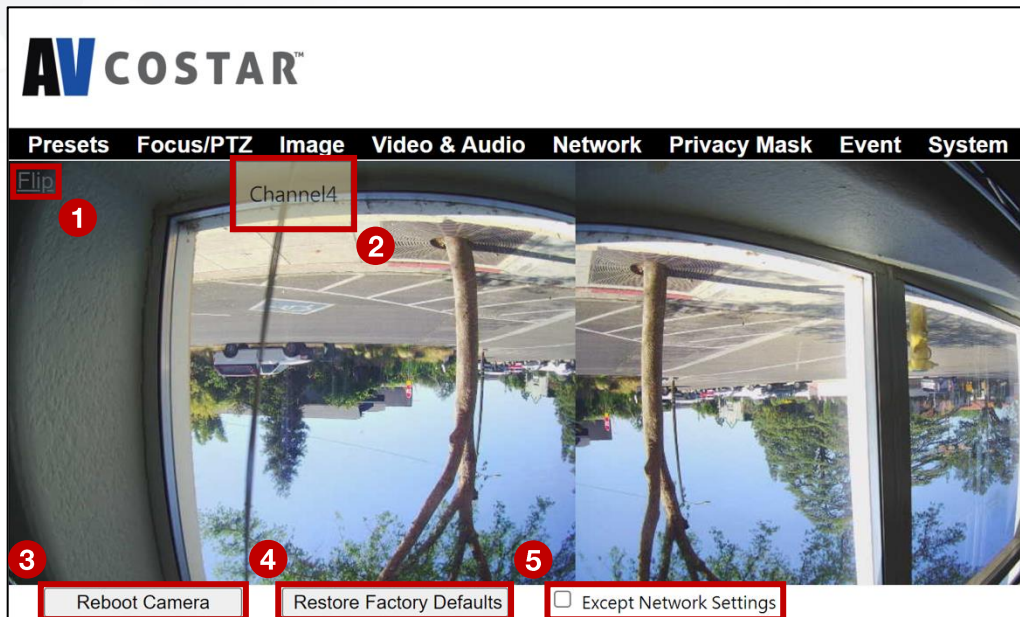 AV COSTAR™
Presets Focus/PTZ Image Video & Audio Network Privacy Mask Event System
Flip
1
Channel4
2
3
4
5
Reboot Camera
Restore Factory Defaults
Except Network Settings